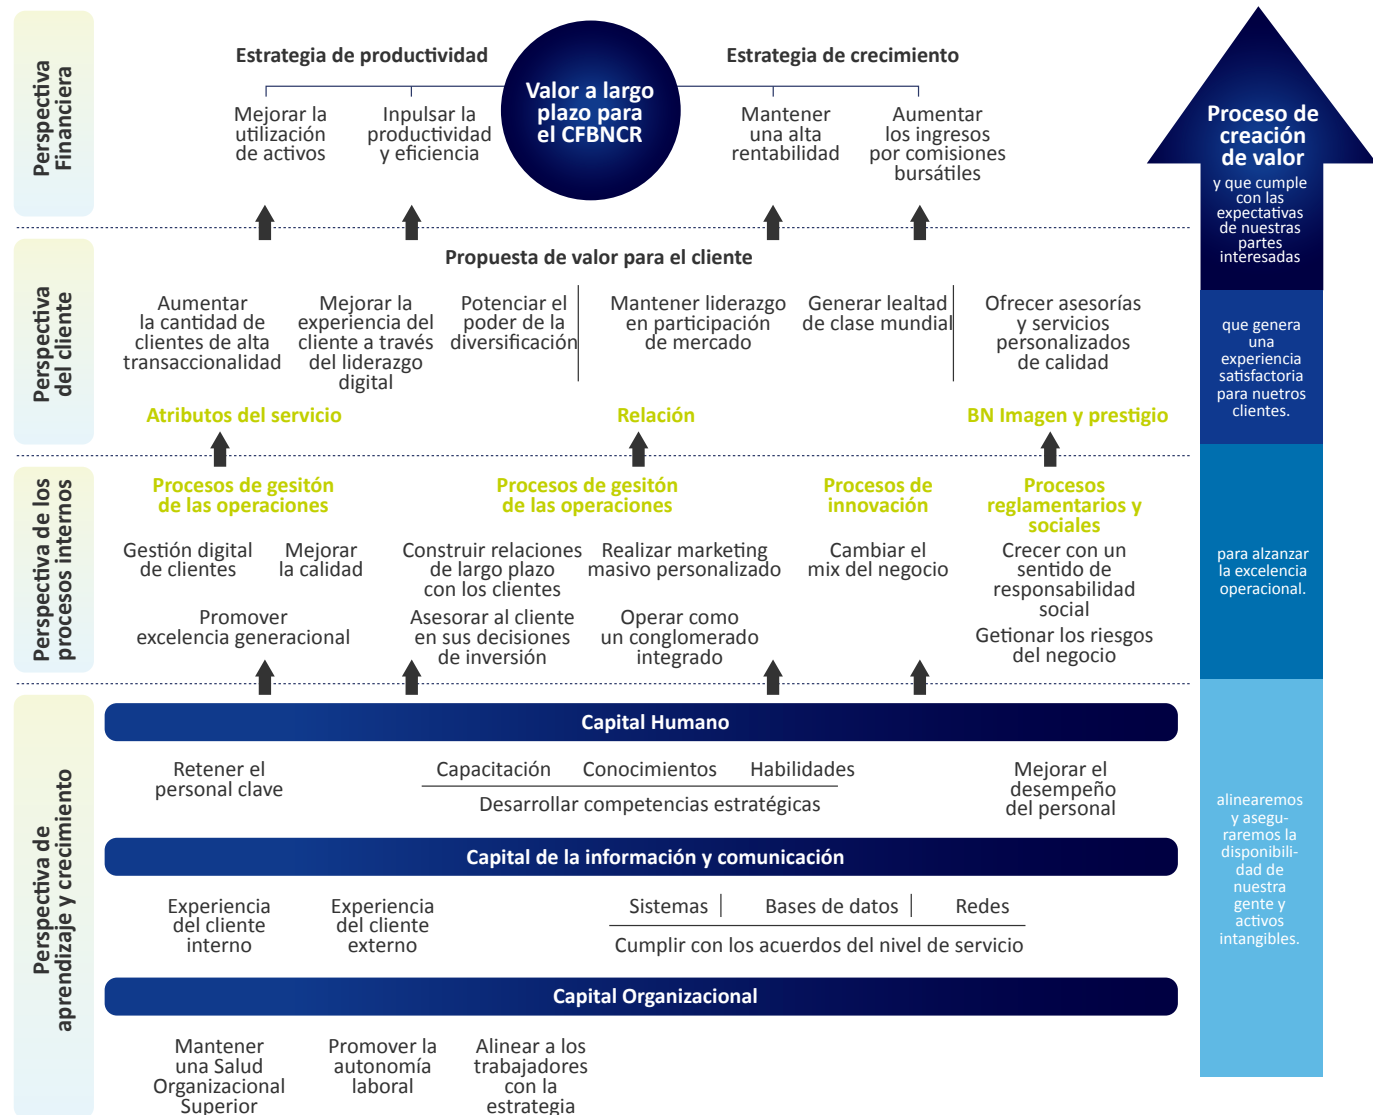 Perspectiva
Financiera
Estrategia de productividad
Mejorar la
utilización
de activos
Inpulsar la
productividad
y eficiencia
Valor a largo
plazo para
el CFBNCR
Estrategia de crecimiento
Mantener
una alta
rentabilidad
Aumentar
los ingresos
por comisiones
bursátiles
Proceso de
creación
de valor
y que cumple
con las
expectativas
de nuestras
partes
interesadas
Perspectiva
del cliente
Propuesta de valor para el cliente
Aumentar
la cantidad de
clientes de alta
transaccionalidad
Mejorar la
experiencia del
cliente a través
del liderazgo
digital
Potenciar el
poder de la
diversificación
Mantener liderazgo
en participación
de mercado
Generar lealtad
de clase mundial
Ofrecer asesorías
y servicios
personalizados
de calidad
Atributos del servicio
Relación
BN Imagen y prestigio
que genera
una
experiencia
satisfactoria
para nuetros
clientes.
Perspectiva de los
procesos internos
Procesos de gesitón
de las operaciones
Gestión digital
de clientes
Mejorar
la calidad
Promover
excelencia generacional
Procesos de gesitón
de las operaciones
Construir relaciones
de largo plazo
con los clientes
Realizar marketing
masivo personalizado
Asesorar al cliente
en sus decisiones
de inversión
Operar como
un conglomerado
integrado
Procesos de
innovación
Cambiar el
mix del negocio
Procesos
reglamentarios y
sociales
Crecer con un
sentido de
responsabilidad
social
Getionar los riesgos
del negocio
para alzanzar
la excelencia
operacional.
Perspectiva de
aprendizaje y crecimiento
Capital Humano
Retener el
personal clave
Capacitación Conocimientos Habilidades
Desarrollar competencias estratégicas
Mejorar el
desempeño
del personal
Capital de la información y comunicación
Experiencia
del cliente
interno
Experiencia
del cliente
externo
Sistemas Bases de datos Redes
Cumplir con los acuerdos del nivel de servicio
Capital Organizacional
Mantener
una Salud
Organizacional
Superior
Promover la
autonomía
laboral
Alinear a los
trabajadores
con la
estrategia
alinearemos
y asegu-
raremos la
disponibili-
dad de
nuestra
gente y
activos
intangibles.